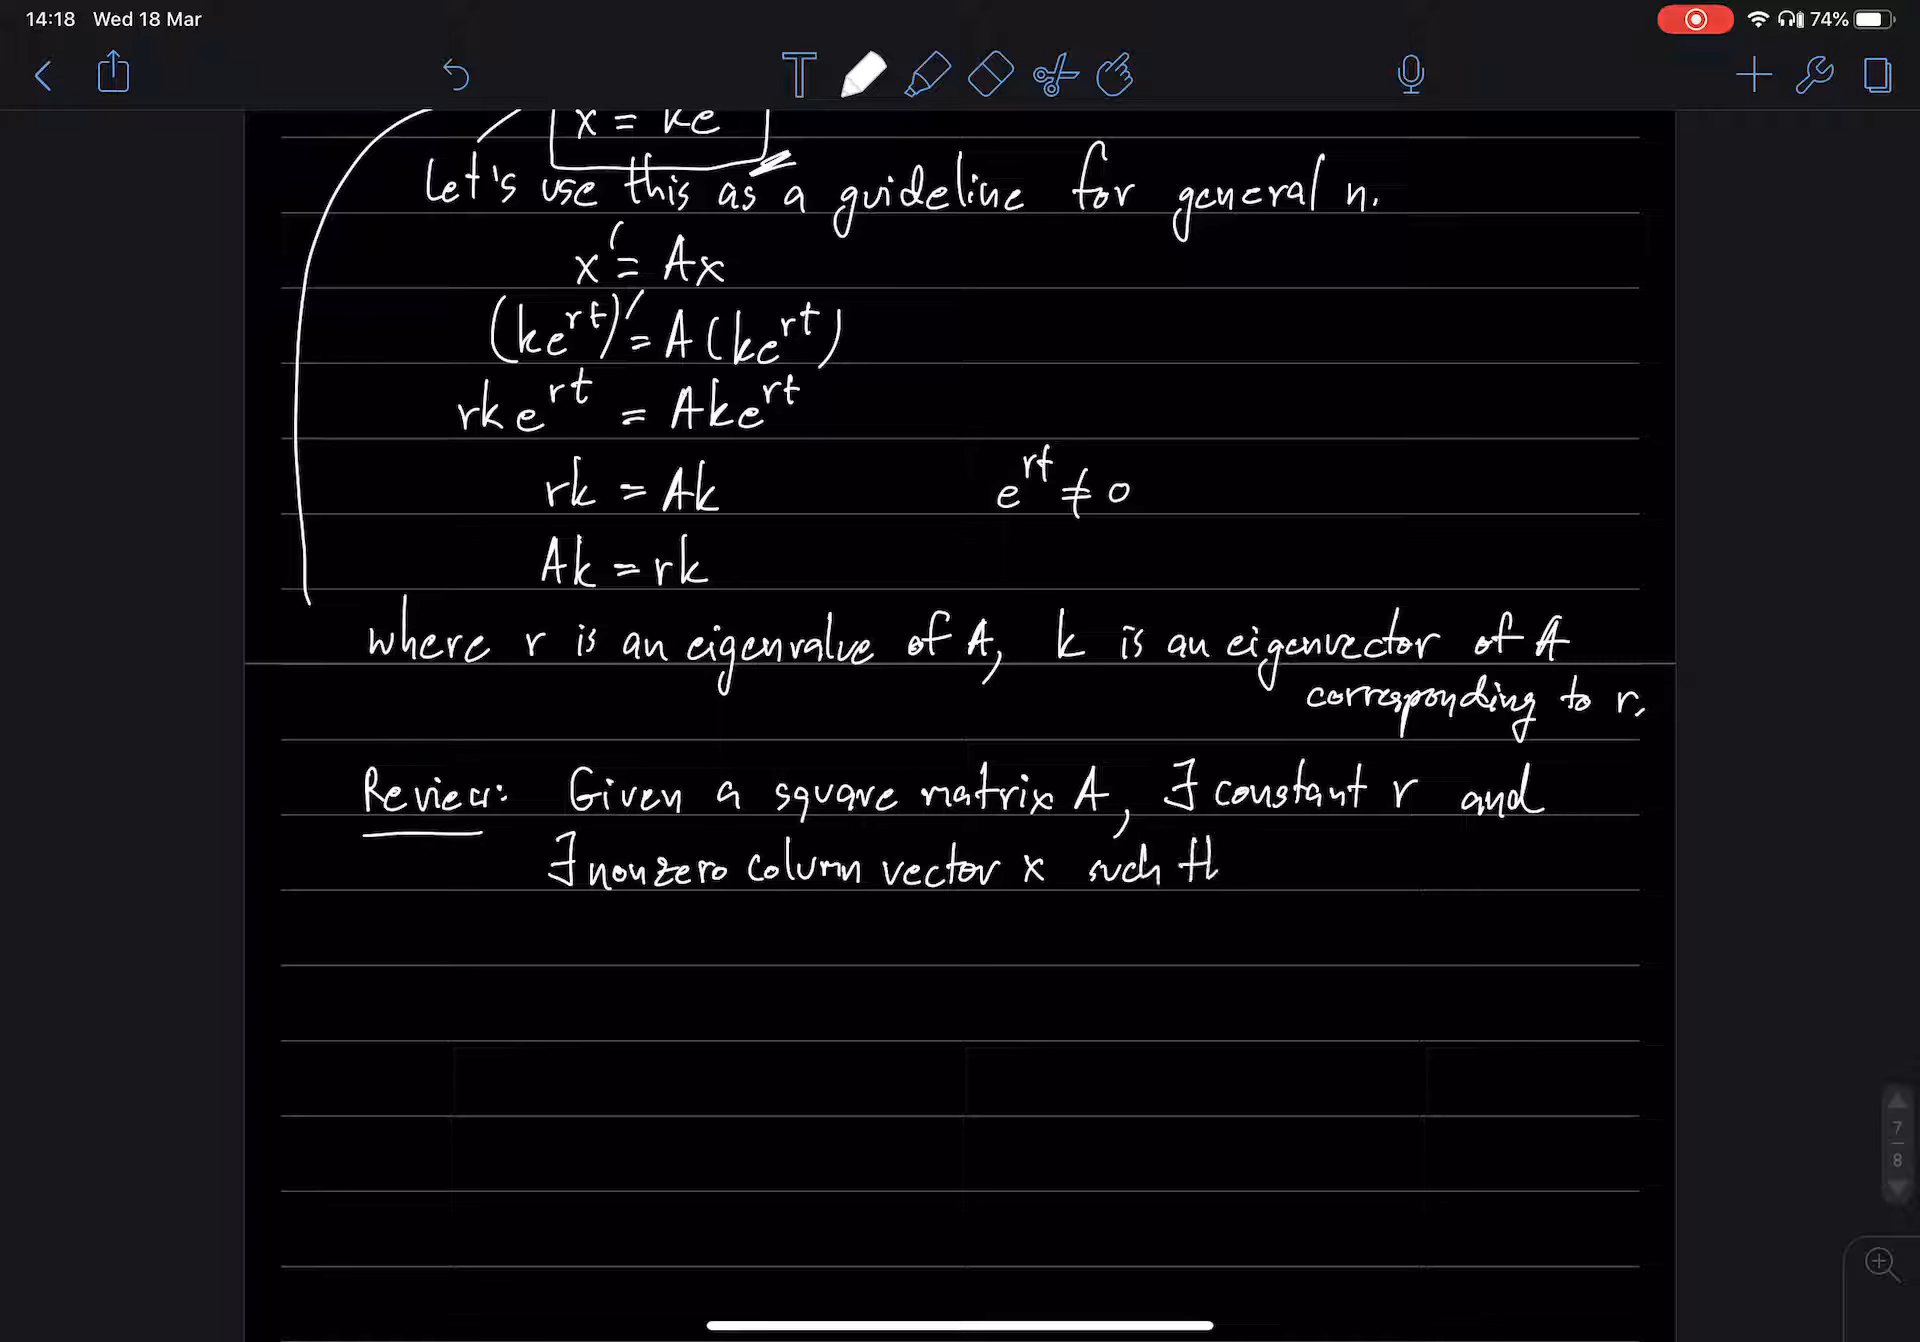 14:18 Wed 18 Mar 74%
x = ke
Let's use this as a guideline for general n.
x' = Ax
(ke^rt)' = A(ke^rt)
rke^rt = Ake^rt
rk = Ak e^rt ≠ 0
Ak = rk
where r is an eigenvalue of A, k is an eigenvector of A
corresponding to r.
Review: Given a square matrix A, ∃ constant r and
∃ nonzero column vector x such th
7
8